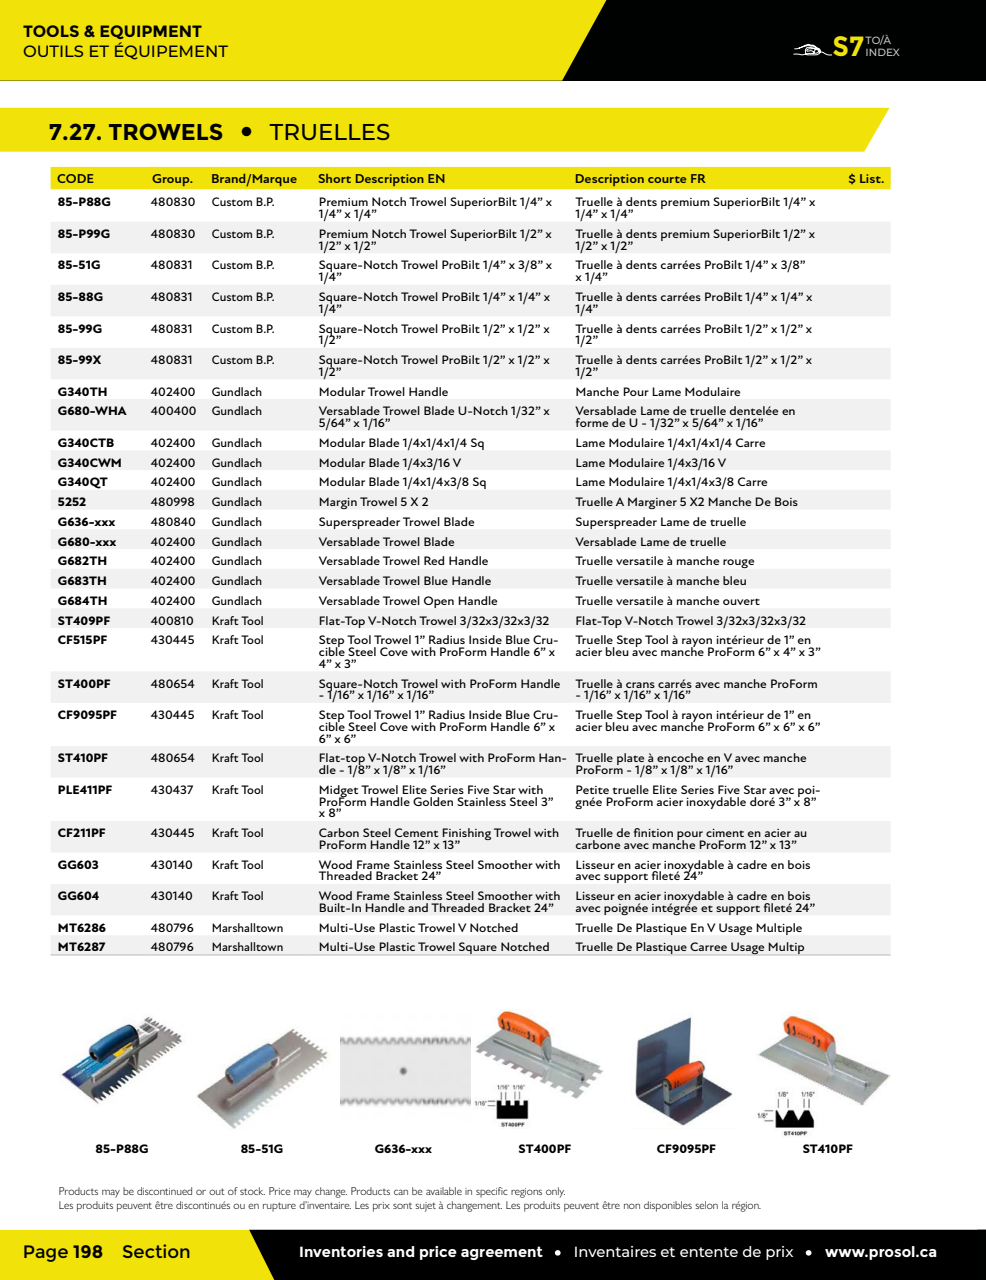 TOOLS & EQUIPMENT
OUTILS ET ÉQUIPEMENT
S7 TO/À INDEX
7.27. TROWELS • TRUELLES
CODE Group. Brand/Marque Short Description EN Description courte FR $ List.
85-P88G 480830 Custom B.P. Premium Notch Trowel SuperiorBilt 1/4” x Truelle à dents premium SuperiorBilt 1/4” x
1/4” x 1/4” 1/4” x 1/4”
85-P99G 480830 Custom B.P. Premium Notch Trowel SuperiorBilt 1/2” x Truelle à dents premium SuperiorBilt 1/2” x
1/2” x 1/2” 1/2” x 1/2”
85-51G 480831 Custom B.P. Square-Notch Trowel ProBilt 1/4” x 3/8” x Truelle à dents carrées ProBilt 1/4” x 3/8”
1/4” x 1/4”
85-88G 480831 Custom B.P. Square-Notch Trowel ProBilt 1/4” x 1/4” x Truelle à dents carrées ProBilt 1/4” x 1/4” x
1/4” 1/4”
85-99G 480831 Custom B.P. Square-Notch Trowel ProBilt 1/2” x 1/2” x Truelle à dents carrées ProBilt 1/2” x 1/2” x
1/2” 1/2”
85-99X 480831 Custom B.P. Square-Notch Trowel ProBilt 1/2” x 1/2” x Truelle à dents carrées ProBilt 1/2” x 1/2” x
1/2” 1/2”
G340TH 402400 Gundlach Modular Trowel Handle Manche Pour Lame Modulaire
G680-WHA 400400 Gundlach Versablade Trowel Blade U-Notch 1/32” x Versablade Lame de truelle dentelée en
5/64” x 1/16” forme de U - 1/32” x 5/64” x 1/16”
G340CTB 402400 Gundlach Modular Blade 1/4x1/4x1/4 Sq Lame Modulaire 1/4x1/4x1/4 Carre
G340CWM 402400 Gundlach Modular Blade 1/4x3/16 V Lame Modulaire 1/4x3/16 V
G340QT 402400 Gundlach Modular Blade 1/4x1/4x3/8 Sq Lame Modulaire 1/4x1/4x3/8 Carre
5252 480998 Gundlach Margin Trowel 5 X 2 Truelle A Marginer 5 X2 Manche De Bois
G636-xxx 480840 Gundlach Superspreader Trowel Blade Superspreader Lame de truelle
G680-xxx 402400 Gundlach Versablade Trowel Blade Versablade Lame de truelle
G682TH 402400 Gundlach Versablade Trowel Red Handle Truelle versatile à manche rouge
G683TH 402400 Gundlach Versablade Trowel Blue Handle Truelle versatile à manche bleu
G684TH 402400 Gundlach Versablade Trowel Open Handle Truelle versatile à manche ouvert
ST409PF 400810 Kraft Tool Flat-Top V-Notch Trowel 3/32x3/32x3/32 Flat-Top V-Notch Trowel 3/32x3/32x3/32
CF515PF 430445 Kraft Tool Step Tool Trowel 1” Radius Inside Blue Cru- Truelle Step Tool à rayon intérieur de 1” en
cible Steel Cove with ProForm Handle 6” x acier bleu avec manche ProForm 6” x 4” x 3”
4” x 3”
ST400PF 480654 Kraft Tool Square-Notch Trowel with ProForm Handle Truelle à crans carrés avec manche ProForm
- 1/16” x 1/16” x 1/16” - 1/16” x 1/16” x 1/16”
CF9095PF 430445 Kraft Tool Step Tool Trowel 1” Radius Inside Blue Cru- Truelle Step Tool à rayon intérieur de 1” en
cible Steel Cove with ProForm Handle 6” x acier bleu avec manche ProForm 6” x 6” x 6”
6” x 6”
ST410PF 480654 Kraft Tool Flat-top V-Notch Trowel with ProForm Han- Truelle plate à encoche en V avec manche
dle - 1/8” x 1/8” x 1/16” ProForm - 1/8” x 1/8” x 1/16”
PLE411PF 430437 Kraft Tool Midget Trowel Elite Series Five Star with Petite truelle Elite Series Five Star avec poi-
ProForm Handle Golden Stainless Steel 3” gnée ProForm acier inoxydable doré 3” x 8”
x 8”
CF211PF 430445 Kraft Tool Carbon Steel Cement Finishing Trowel with Truelle de finition pour ciment en acier au
ProForm Handle 12” x 13” carbone avec manche ProForm 12” x 13”
GG603 430140 Kraft Tool Wood Frame Stainless Steel Smoother with Lisseur en acier inoxydable à cadre en bois
Threaded Bracket 24” avec support fileté 24”
GG604 430140 Kraft Tool Wood Frame Stainless Steel Smoother with Lisseur en acier inoxydable à cadre en bois
Built-In Handle and Threaded Bracket 24” avec poignée intégrée et support fileté 24”
MT6286 480796 Marshalltown Multi-Use Plastic Trowel V Notched Truelle De Plastique En V Usage Multiple
MT6287 480796 Marshalltown Multi-Use Plastic Trowel Square Notched Truelle De Plastique Carree Usage Multip
1/16" 1/16"
1/16"
ST400PF
1/8" 1/16"
1/8"
ST410PF
85-P88G 85-51G G636-xxx ST400PF CF9095PF ST410PF
Products may be discontinued or out of stock. Price may change. Products can be available in specific regions only.
Les produits peuvent être discontinués ou en rupture d’inventaire. Les prix sont sujet à changement. Les produits peuvent être non disponibles selon la région.
Page 198 Section
Inventories and price agreement • Inventaires et entente de prix • www.prosol.ca